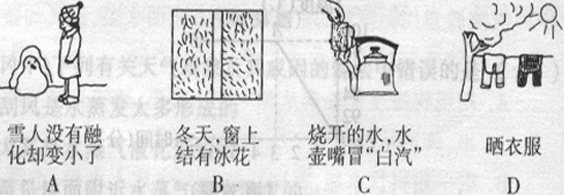 雪人没有融
化却变小了
A
冬天,窗上
结有冰花
B
烧开的水,水
壶嘴冒“白汽”
C
晒衣服
D